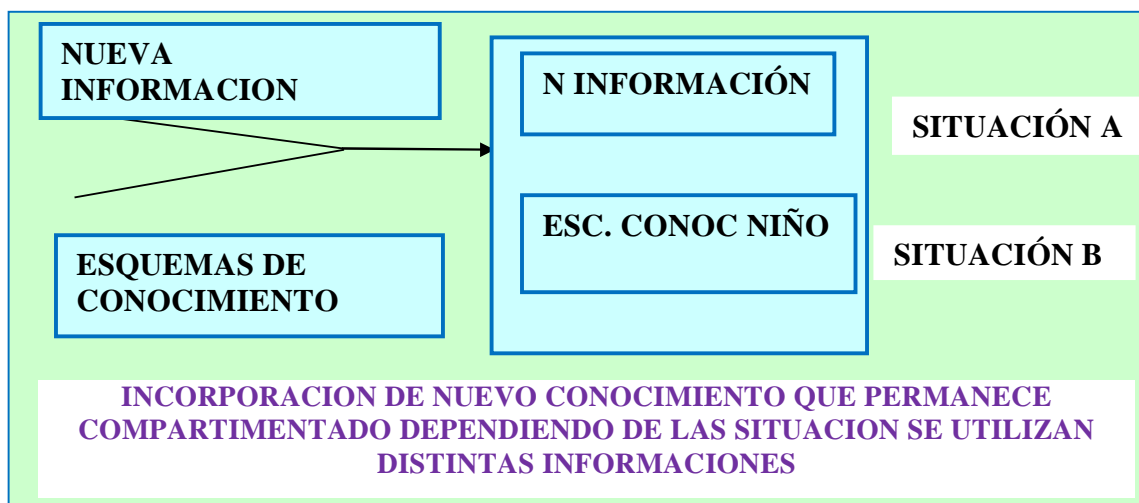 NUEVA
INFORMACION
N INFORMACIÓN
SITUACIÓN A
ESC. CONOC NIÑO
SITUACIÓN B
ESQUEMAS DE
CONOCIMIENTO
INCORPORACION DE NUEVO CONOCIMIENTO QUE PERMANECE
COMPARTIMENTADO DEPENDIENDO DE LAS SITUACION SE UTILIZAN
DISTINTAS INFORMACIONES